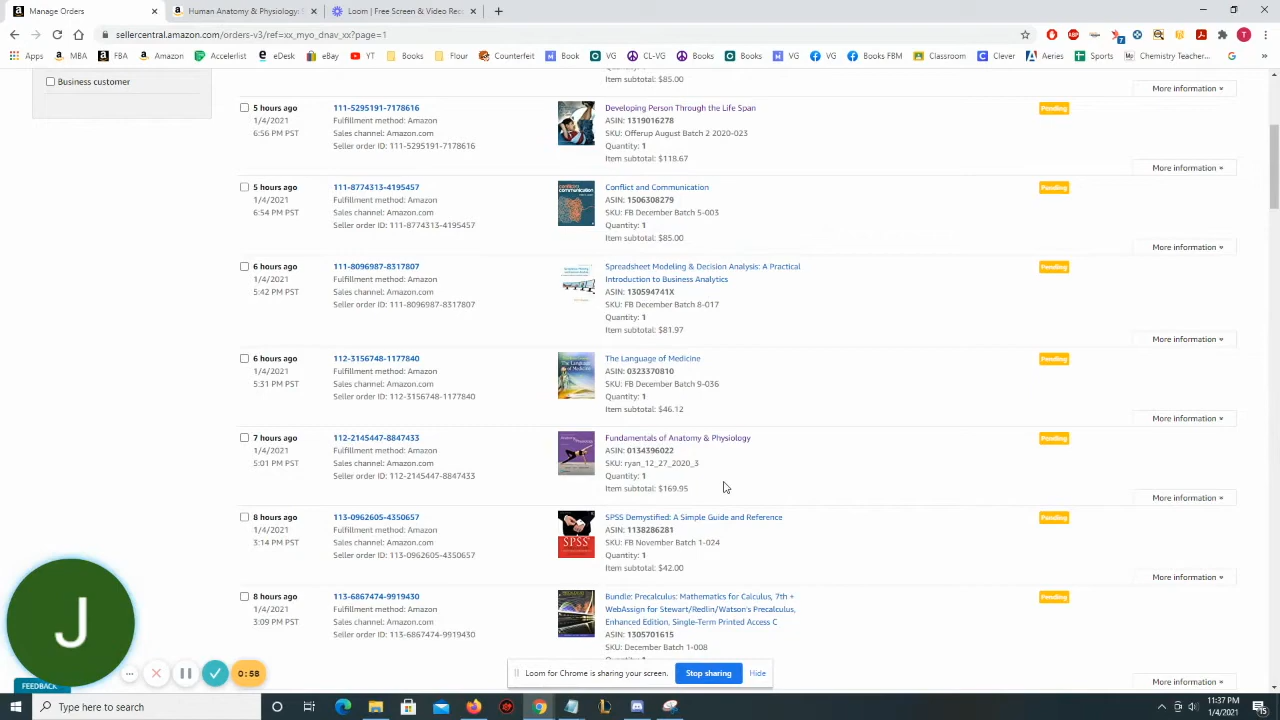 Manage Orders
Human Anatomy & Physiology:
Loom | Free Screen & Video Rec
sellercentral.amazon.com/orders-v3/ref=xx_myo_dnav_xx?page=1
Apps
AMZ
FBA
Amazon
Accelerist
eDesk
eBay
YT
Books
Flour
Counterfeit
Book
VG
CL-VG
Books
Books
VG
VG
Books FBM
Classroom
Clever
Aeries
Sports
Chemistry Teacher...
Business customer
Item subtotal: $85.00
More information
5 hours ago
1/4/2021
6:56 PM PST
111-5295191-7178616
Fulfillment method: Amazon
Sales channel: Amazon.com
Seller order ID: 111-5295191-7178616
Developing Person Through the Life Span
ASIN: 1319016278
SKU: Offerup August Batch 2 2020-023
Quantity: 1
Item subtotal: $118.67
Pending
More information
5 hours ago
1/4/2021
6:54 PM PST
111-8774313-4195457
Fulfillment method: Amazon
Sales channel: Amazon.com
Seller order ID: 111-8774313-4195457
Conflict and Communication
ASIN: 1506308279
SKU: FB December Batch 5-003
Quantity: 1
Item subtotal: $85.00
Pending
More information
6 hours ago
1/4/2021
5:42 PM PST
111-8096987-8317807
Fulfillment method: Amazon
Sales channel: Amazon.com
Seller order ID: 111-8096987-8317807
Spreadsheet Modeling & Decision Analysis: A Practical
Introduction to Business Analytics
ASIN: 130594741X
SKU: FB December Batch 8-017
Quantity: 1
Item subtotal: $81.97
Pending
More information
6 hours ago
1/4/2021
5:31 PM PST
112-3156748-1177840
Fulfillment method: Amazon
Sales channel: Amazon.com
Seller order ID: 112-3156748-1177840
The Language of Medicine
ASIN: 0323370810
SKU: FB December Batch 9-036
Quantity: 1
Item subtotal: $46.12
Pending
More information
7 hours ago
1/4/2021
5:01 PM PST
112-2145447-8847433
Fulfillment method: Amazon
Sales channel: Amazon.com
Seller order ID: 112-2145447-8847433
Fundamentals of Anatomy & Physiology
ASIN: 0134396022
SKU: ryan_12_27_2020_3
Quantity: 1
Item subtotal: $169.95
Pending
More information
8 hours ago
1/4/2021
3:14 PM PST
113-0962605-4350657
Fulfillment method: Amazon
Sales channel: Amazon.com
Seller order ID: 113-0962605-4350657
SPSS
SPSS Demystified: A Simple Guide and Reference
ASIN: 1138286281
SKU: FB November Batch 1-024
Quantity: 1
Item subtotal: $42.00
Pending
More information
8 hours ago
1/4/2021
3:09 PM PST
113-6867474-9919430
Fulfillment method: Amazon
Sales channel: Amazon.com
Seller order ID: 113-6867474-9919430
Bundle: Precalculus: Mathematics for Calculus, 7th +
WebAssign for Stewart/Redlin/Watson's Precalculus,
Enhanced Edition, Single-Term Printed Access C
ASIN: 1305701615
SKU: December 1-008
Pending
More information
J
0:58
FEEDBACK
Loom for Chrome is sharing your screen.
Stop sharing
Hide
Type here to search
11:37 PM
1/4/2021